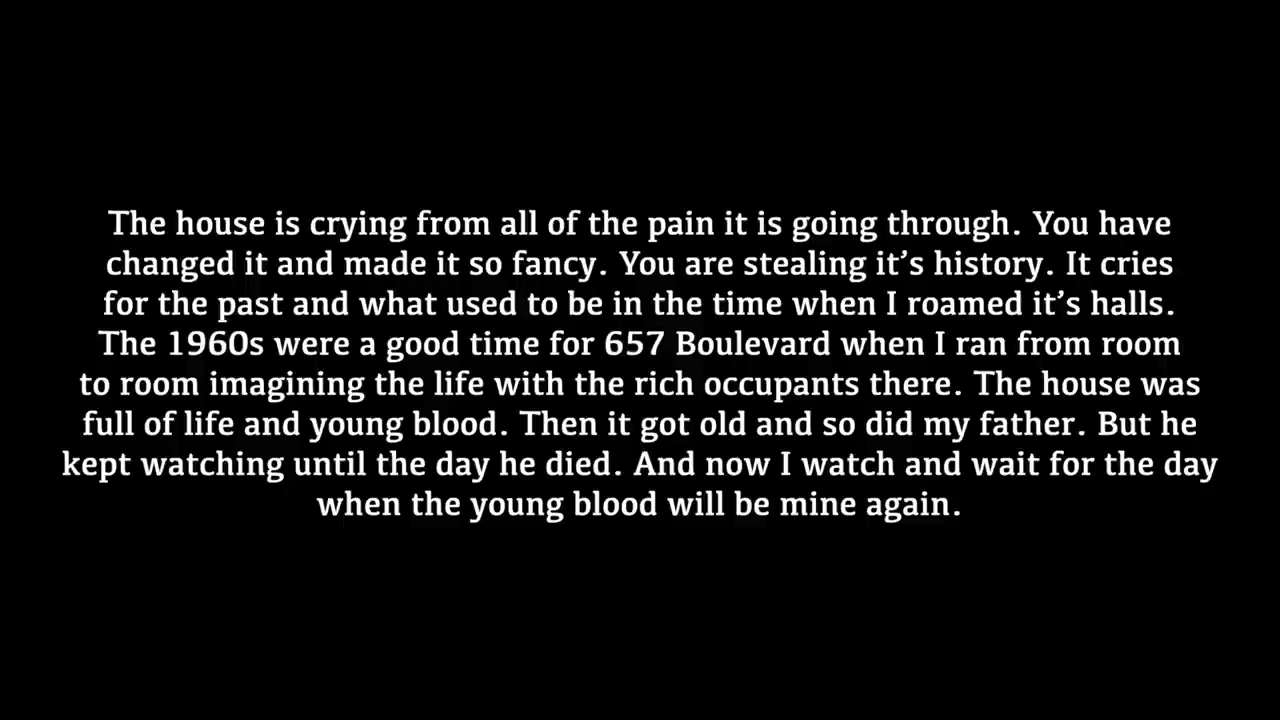 The house is crying from all of the pain it is going through. You have
changed it and made it so fancy. You are stealing it’s history. It cries
for the past and what used to be in the time when I roamed it’s halls.
The 1960s were a good time for 657 Boulevard when I ran from room
to room imagining the life with the rich occupants there. The house was
full of life and young blood. Then it got old and so did my father. But he
kept watching until the day he died. And now I watch and wait for the day
when the young blood will be mine again.